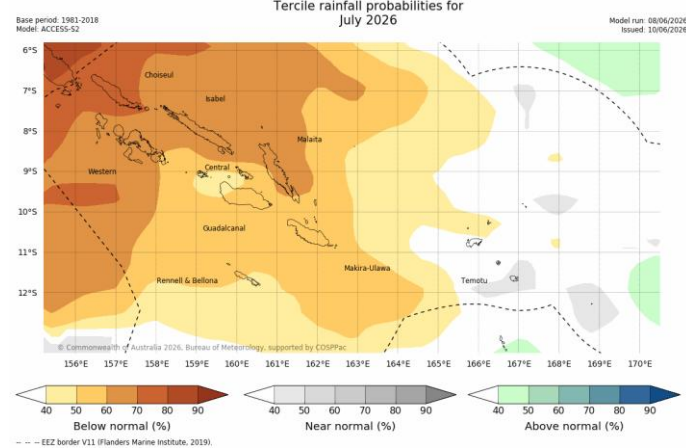 Tercile rainfall probabilities for
July 2026
Base period: 1981-2018
Model: ACCESS-S2
Model run: 08/06/2026
Issued: 10/06/2026
6°S
7°S
8°S
9°S
10°S
11°S
12°S
Choiseul
Isabel
Malaita
Western
Central
Guadalcanal
Makira-Ulawa
Rennell & Bellona
Temotu
© Commonwealth of Australia 2026, Bureau of Meteorology, supported by COSPPac
156°E 157°E 158°E 159°E 160°E 161°E 162°E 163°E 164°E 165°E 166°E 167°E 168°E 169°E 170°E
40 50 60 70 80 90
Below normal (%)
40 50 60 70 80 90
Near normal (%)
40 50 60 70 80 90
Above normal (%)
— — — EEZ border V11 (Flanders Marine Institute, 2019).